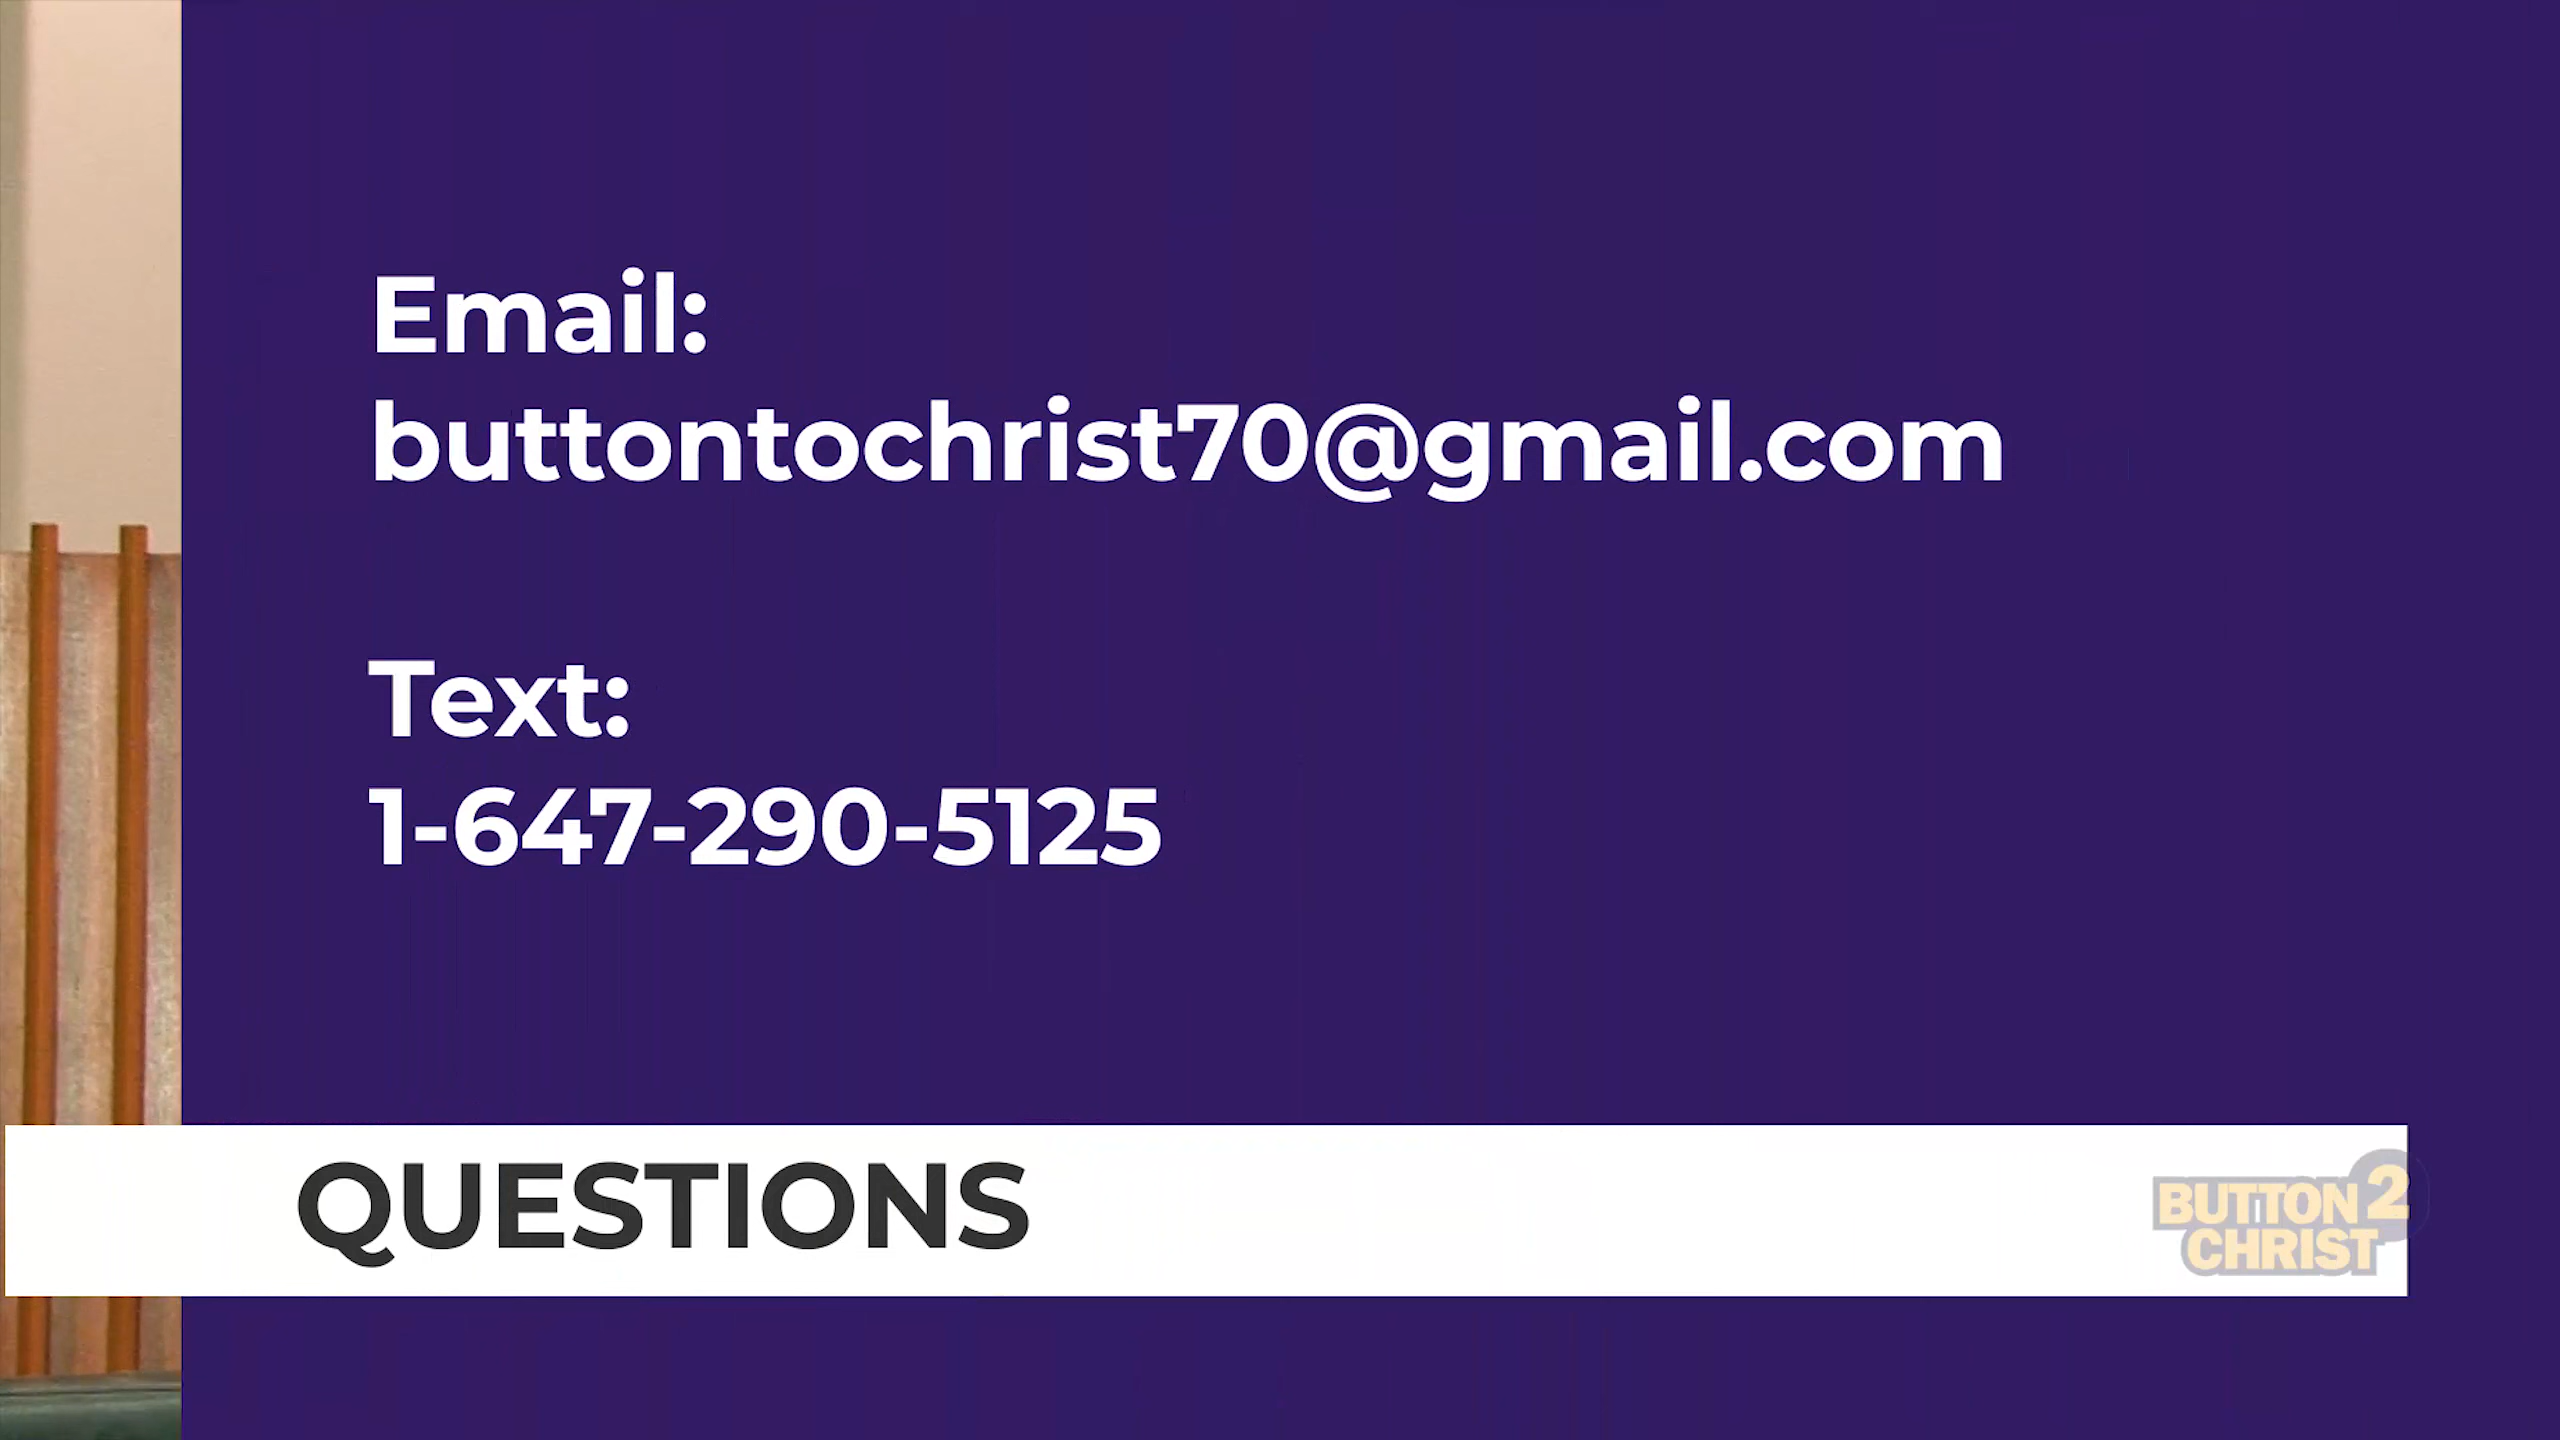 Email:
buttontochrist70@gmail.com
Text:
1-647-290-5125
QUESTIONS
BUTTON 2
CHRIST